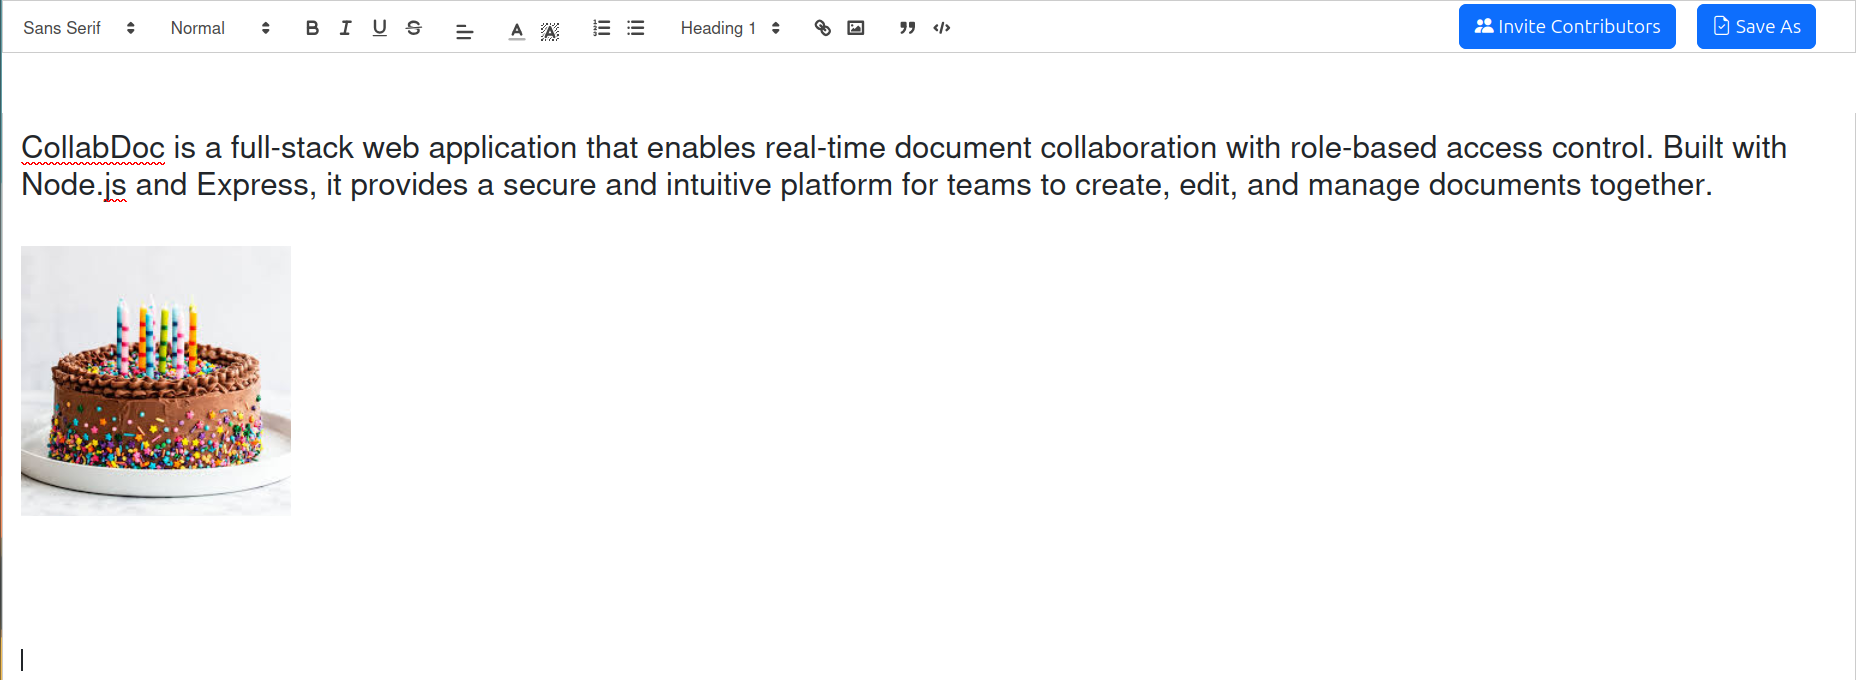 Sans Serif Normal B I U S A A Heading 1 Invite Contributors Save As
CollabDoc is a full-stack web application that enables real-time document collaboration with role-based access control. Built with
Node.js and Express, it provides a secure and intuitive platform for teams to create, edit, and manage documents together.